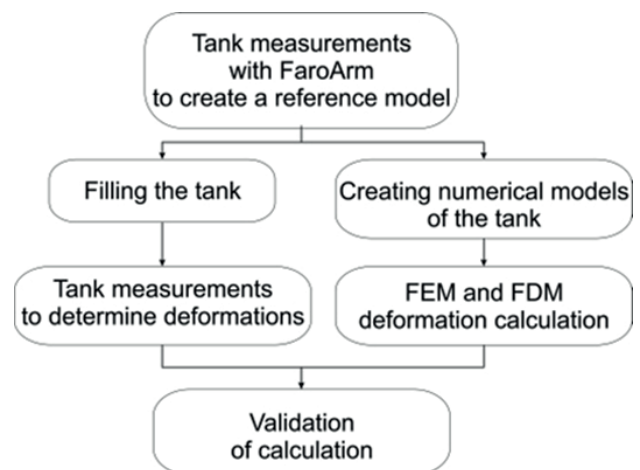 Tank measurements
with FaroArm
to create a reference model
Filling the tank
Creating numerical models
of the tank
Tank measurements
to determine deformations
FEM and FDM
deformation calculation
Validation
of calculation